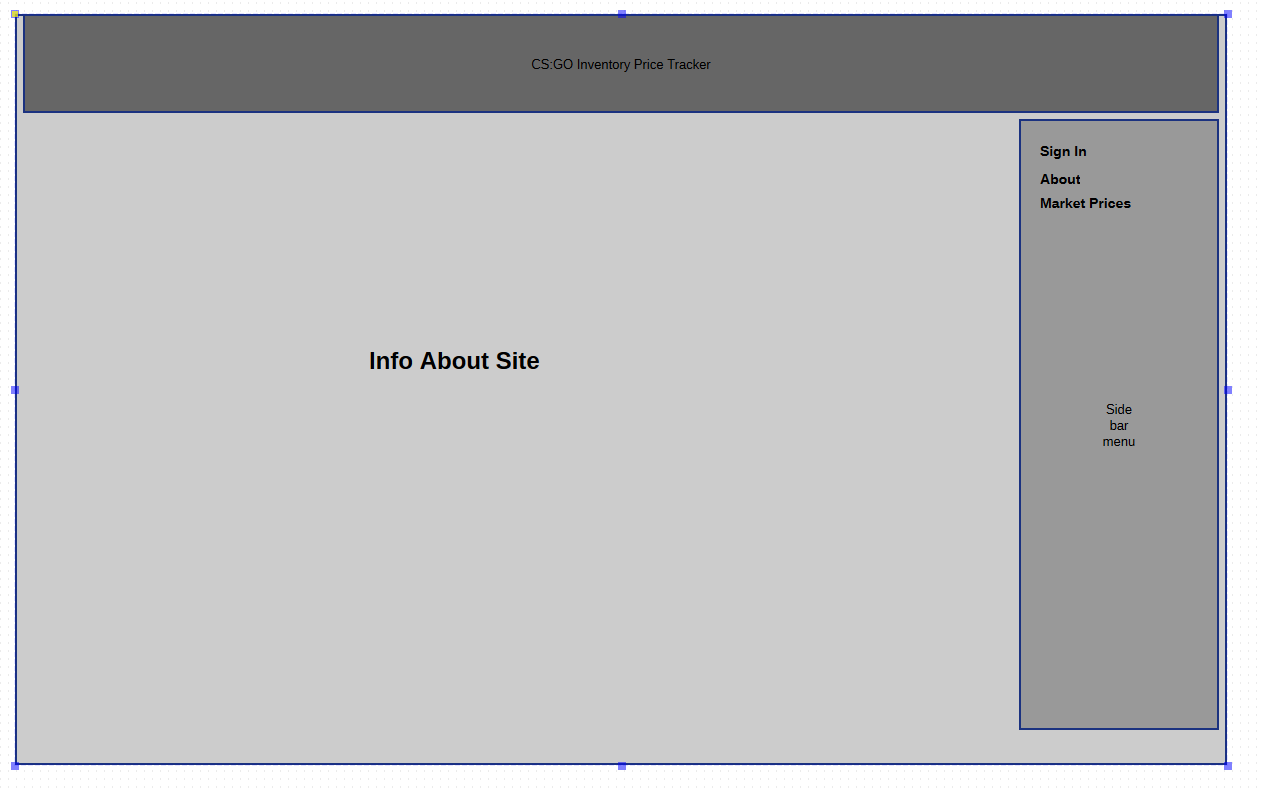 CS:GO Inventory Price Tracker
Sign In
About
Market Prices
Info About Site
Side
bar
menu